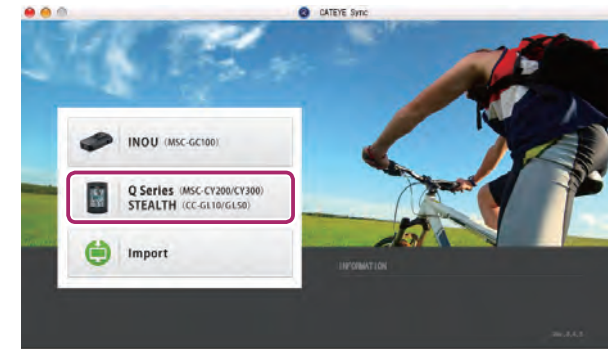 CATEYE Sync
INOU (MSC-GC100)
Q Series (MSC-CY200/CY300)
STEALTH (CC-GL10/GL50)
Import
INFORMATION